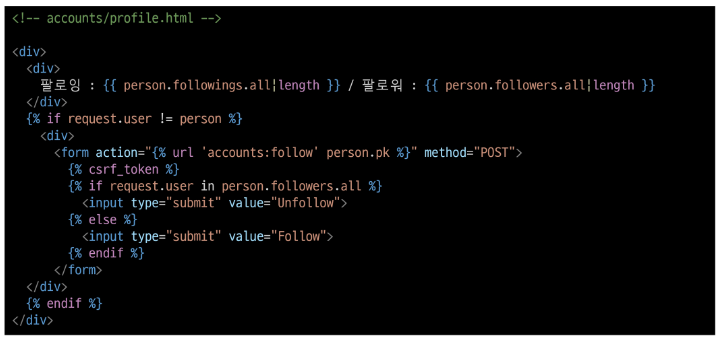 <!-- accounts/profile.html -->
<div>
  <div>
    팔로잉 : {{ person.followings.all|length }} / 팔로워 : {{ person.followers.all|length }}
  </div>
  {% if request.user != person %}
    <div>
      <form action="{% url 'accounts:follow' person.pk %}" method="POST">
        {% csrf_token %}
        {% if request.user in person.followers.all %}
          <input type="submit" value="Unfollow">
        {% else %}
          <input type="submit" value="Follow">
        {% endif %}
      </form>
  </div>
  {% endif %}
</div>